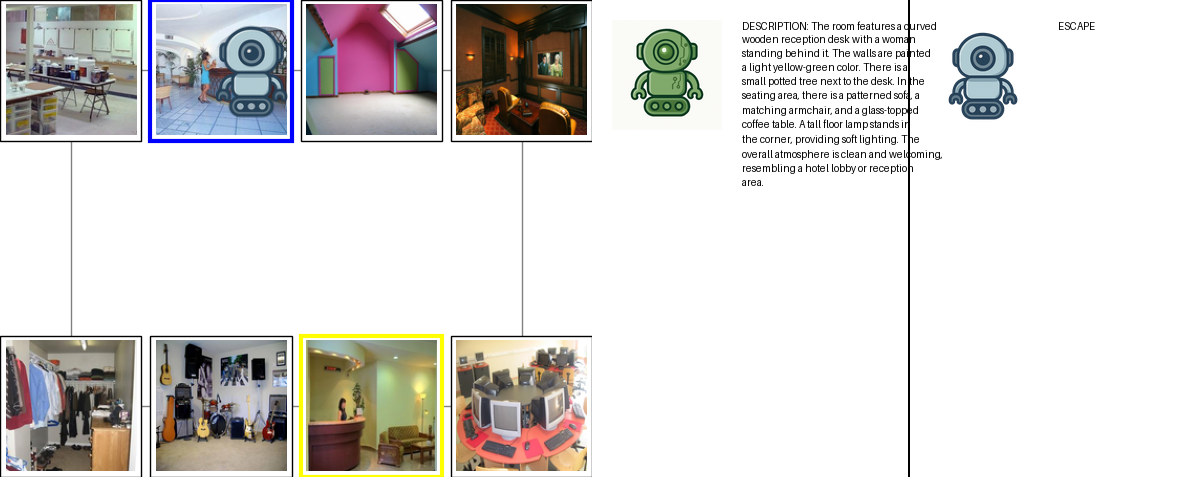 DESCRIPTION: The room features a curved
wooden reception desk with a woman
standing behind it. The walls are painted
a light yellow-green color. There is a
small potted tree next to the desk. In the
seating area, there is a patterned sofa, a
matching armchair, and a glass-topped
coffee table. A tall floor lamp stands in
the corner, providing soft lighting. The
overall atmosphere is clean and welcoming,
resembling a hotel lobby or reception
area.
ESCAPE